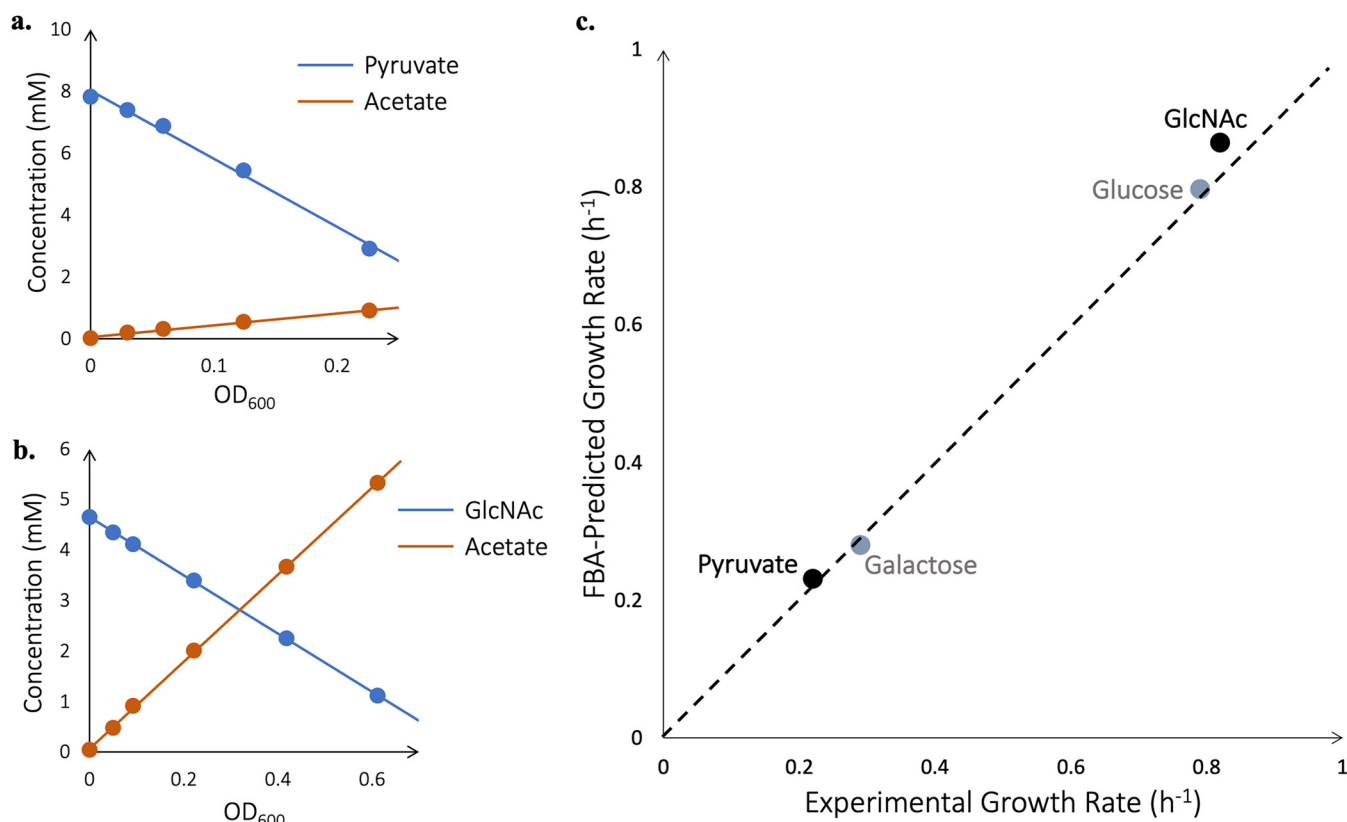 a.
10
8
6
4
2
0
Concentration (mM)
Pyruvate
Acetate
0 0.1 0.2
OD600
b.
6
5
4
3
2
1
0
Concentration (mM)
GlcNAc
Acetate
0 0.2 0.4 0.6
OD600
c.
1
0.8
0.6
0.4
0.2
0
FBA-Predicted Growth Rate (h-1)
GlcNAc
Glucose
Pyruvate
Galactose
0 0.2 0.4 0.6 0.8 1
Experimental Growth Rate (h-1)